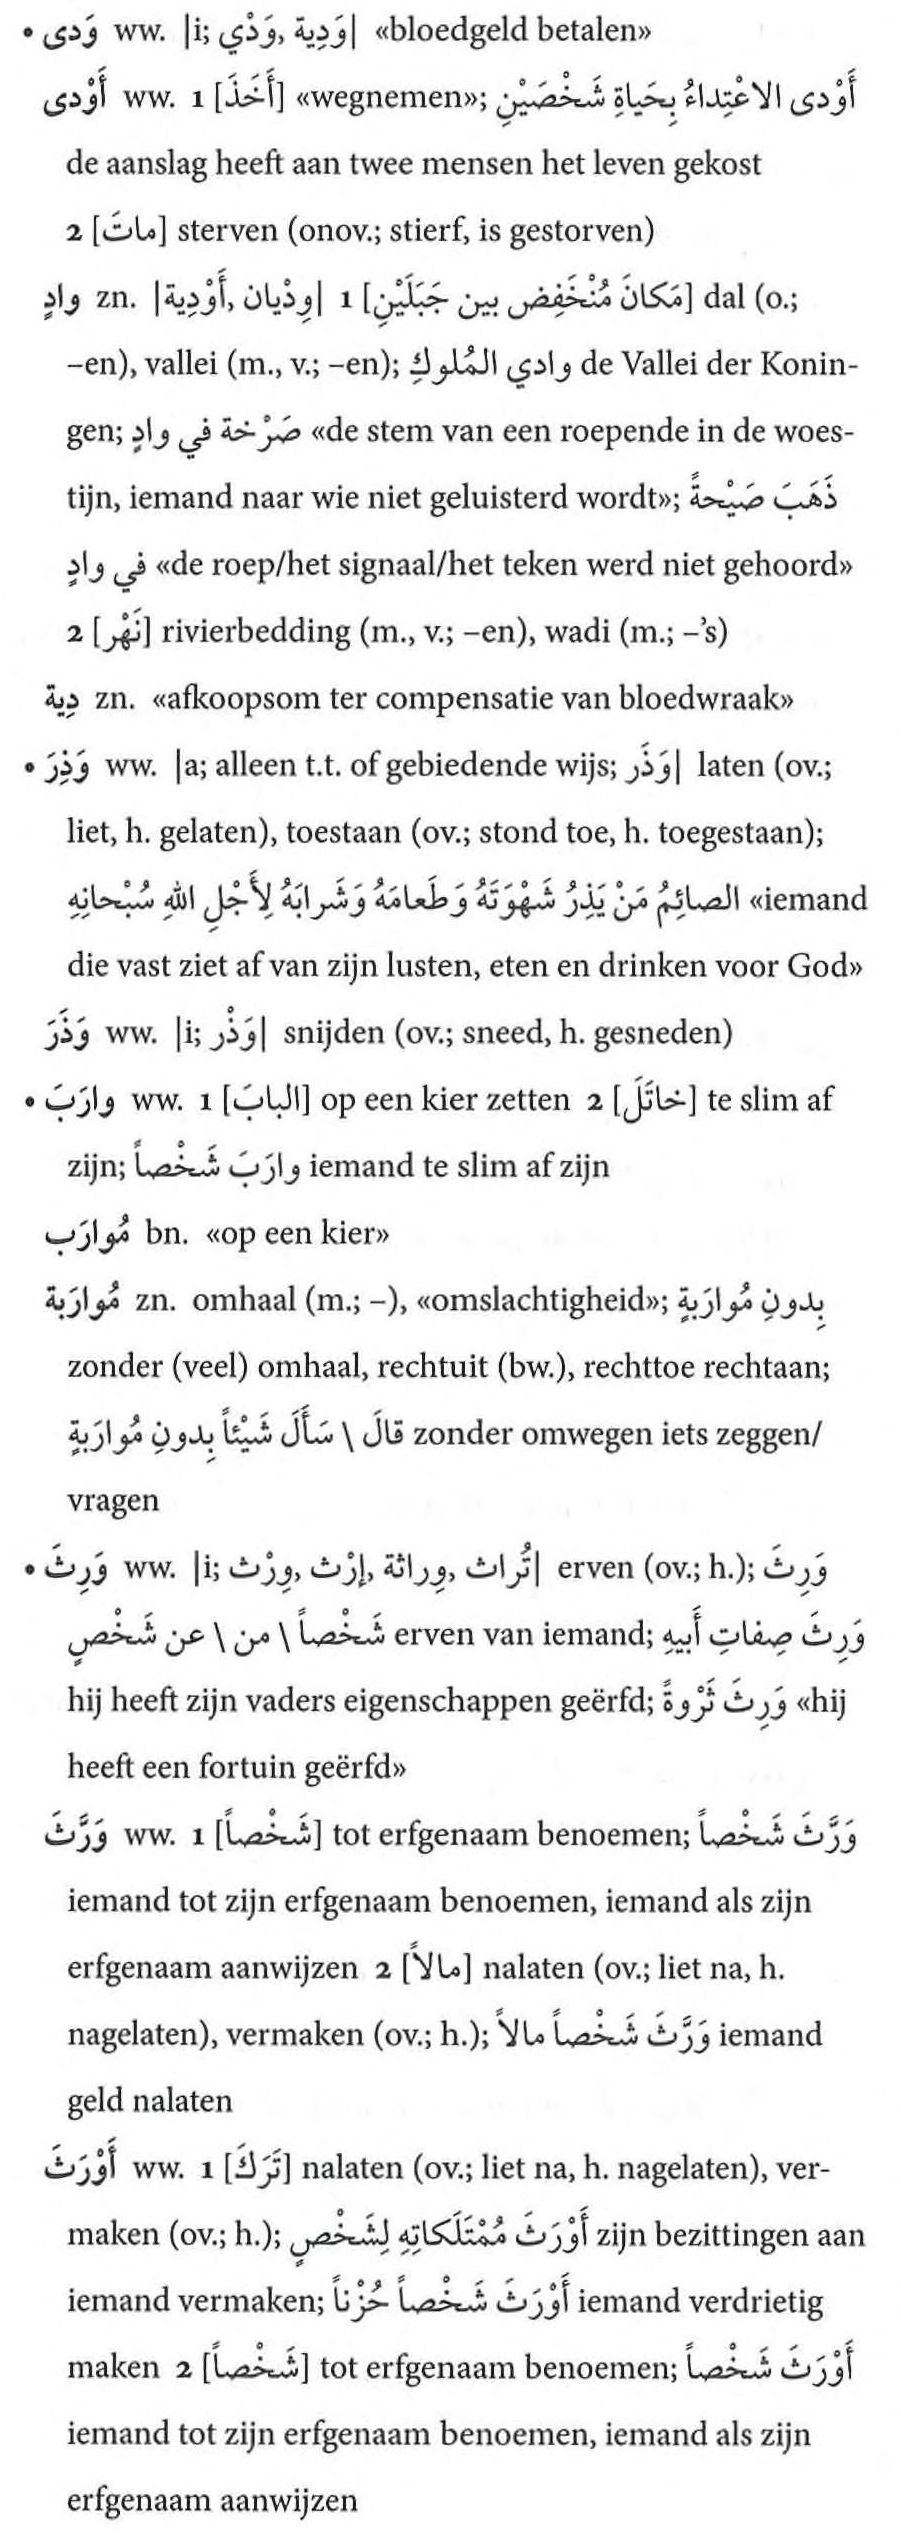 • وَدى ww. |i; وَدِية ,وَدْي| «bloedgeld betalen»
أَوْدى ww. 1 [أَخَذَ] «wegnemen»; أَوْدى الاعْتِداءُ بِحَياةِ شَخْصَيْنِ
de aanslag heeft aan twee mensen het leven gekost
2 [ماتَ] sterven (onov.; stierf, is gestorven)
وادٍ zn. |وِدْيان ,أَوْدِية| 1 [مَكانَ مُنْخَفِض بين جَبَلَيْنِ] dal (o.;
–en), vallei (m., v.; –en); وادي المُلوكِ de Vallei der Konin-
gen; صَرْخة في وادٍ «de stem van een roepende in de woes-
tijn, iemand naar wie niet geluisterd wordt»; ذَهَبَ صَيْحةً
في وادٍ «de roep/het signaal/het teken werd niet gehoord»
2 [نَهْر] rivierbedding (m., v.; –en), wadi (m.; –'s)
دِية zn. «afkoopsom ter compensatie van bloedwraak»
• وَذِرَ ww. |a; alleen t.t. of gebiedende wijs; وَذَر| laten (ov.;
liet, h. gelaten), toestaan (ov.; stond toe, h. toegestaan);
الصائِمُ مَنْ يَذِرُ شَهْوَتَهُ وَطَعامَهُ وَشَرابَهُ لِأَجْلِ اللهِ سُبْحانِهِ «iemand
die vast ziet af van zijn lusten, eten en drinken voor God»
وَذَرَ ww. |i; وَذْر| snijden (ov.; sneed, h. gesneden)
• وارَبَ ww. 1 [البابَ] op een kier zetten 2 [خاتَلَ] te slim af
zijn; وارَبَ شَخْصاً iemand te slim af zijn
مُوارَب bn. «op een kier»
مُوارَبة zn. omhaal (m.; –), «omslachtigheid»; بِدونِ مُوارَبةٍ
zonder (veel) omhaal, rechtuit (bw.), rechttoe rechtaan;
قالَ \ سَأَلَ شَيْئاً بِدونِ مُوارَبةٍ zonder omwegen iets zeggen/
vragen
• وَرِثَ ww. |i; تُراث ,وِراثة ,إرْث ,وِرْث| erven (ov.; h.); وَرِثَ
شَخْصاً \ من \ عن شَخْصٍ erven van iemand; وَرِثَ صِفاتِ أَبيهِ
hij heeft zijn vaders eigenschappen geërfd; وَرِثَ ثَرْوةً «hij
heeft een fortuin geërfd»
وَرَّثَ ww. 1 [شَخْصاً] tot erfgenaam benoemen; وَرَّثَ شَخْصاً
iemand tot zijn erfgenaam benoemen, iemand als zijn
erfgenaam aanwijzen 2 [مالاً] nalaten (ov.; liet na, h.
nagelaten), vermaken (ov.; h.); وَرَّثَ شَخْصاً مالاً iemand
geld nalaten
أَوْرَثَ ww. 1 [تَرَكَ] nalaten (ov.; liet na, h. nagelaten), ver-
maken (ov.; h.); أَوْرَثَ مُمْتَلَكاتِهِ لِشَخْصٍ zijn bezittingen aan
iemand vermaken; أَوْرَثَ شَخْصاً حُزْناً iemand verdrietig
maken 2 [شَخْصاً] tot erfgenaam benoemen; أَوْرَثَ شَخْصاً
iemand tot zijn erfgenaam benoemen, iemand als zijn
erfgenaam aanwijzen